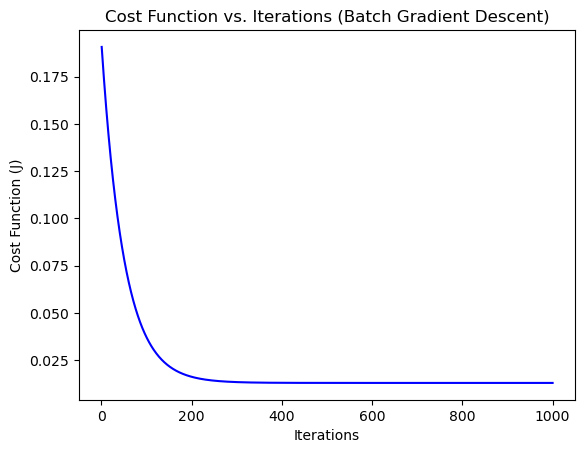 Cost Function vs. Iterations (Batch Gradient Descent)
0.175
0.150
0.125
0.100
0.075
0.050
0.025
Cost Function (J)
0 200 400 600 800 1000
Iterations